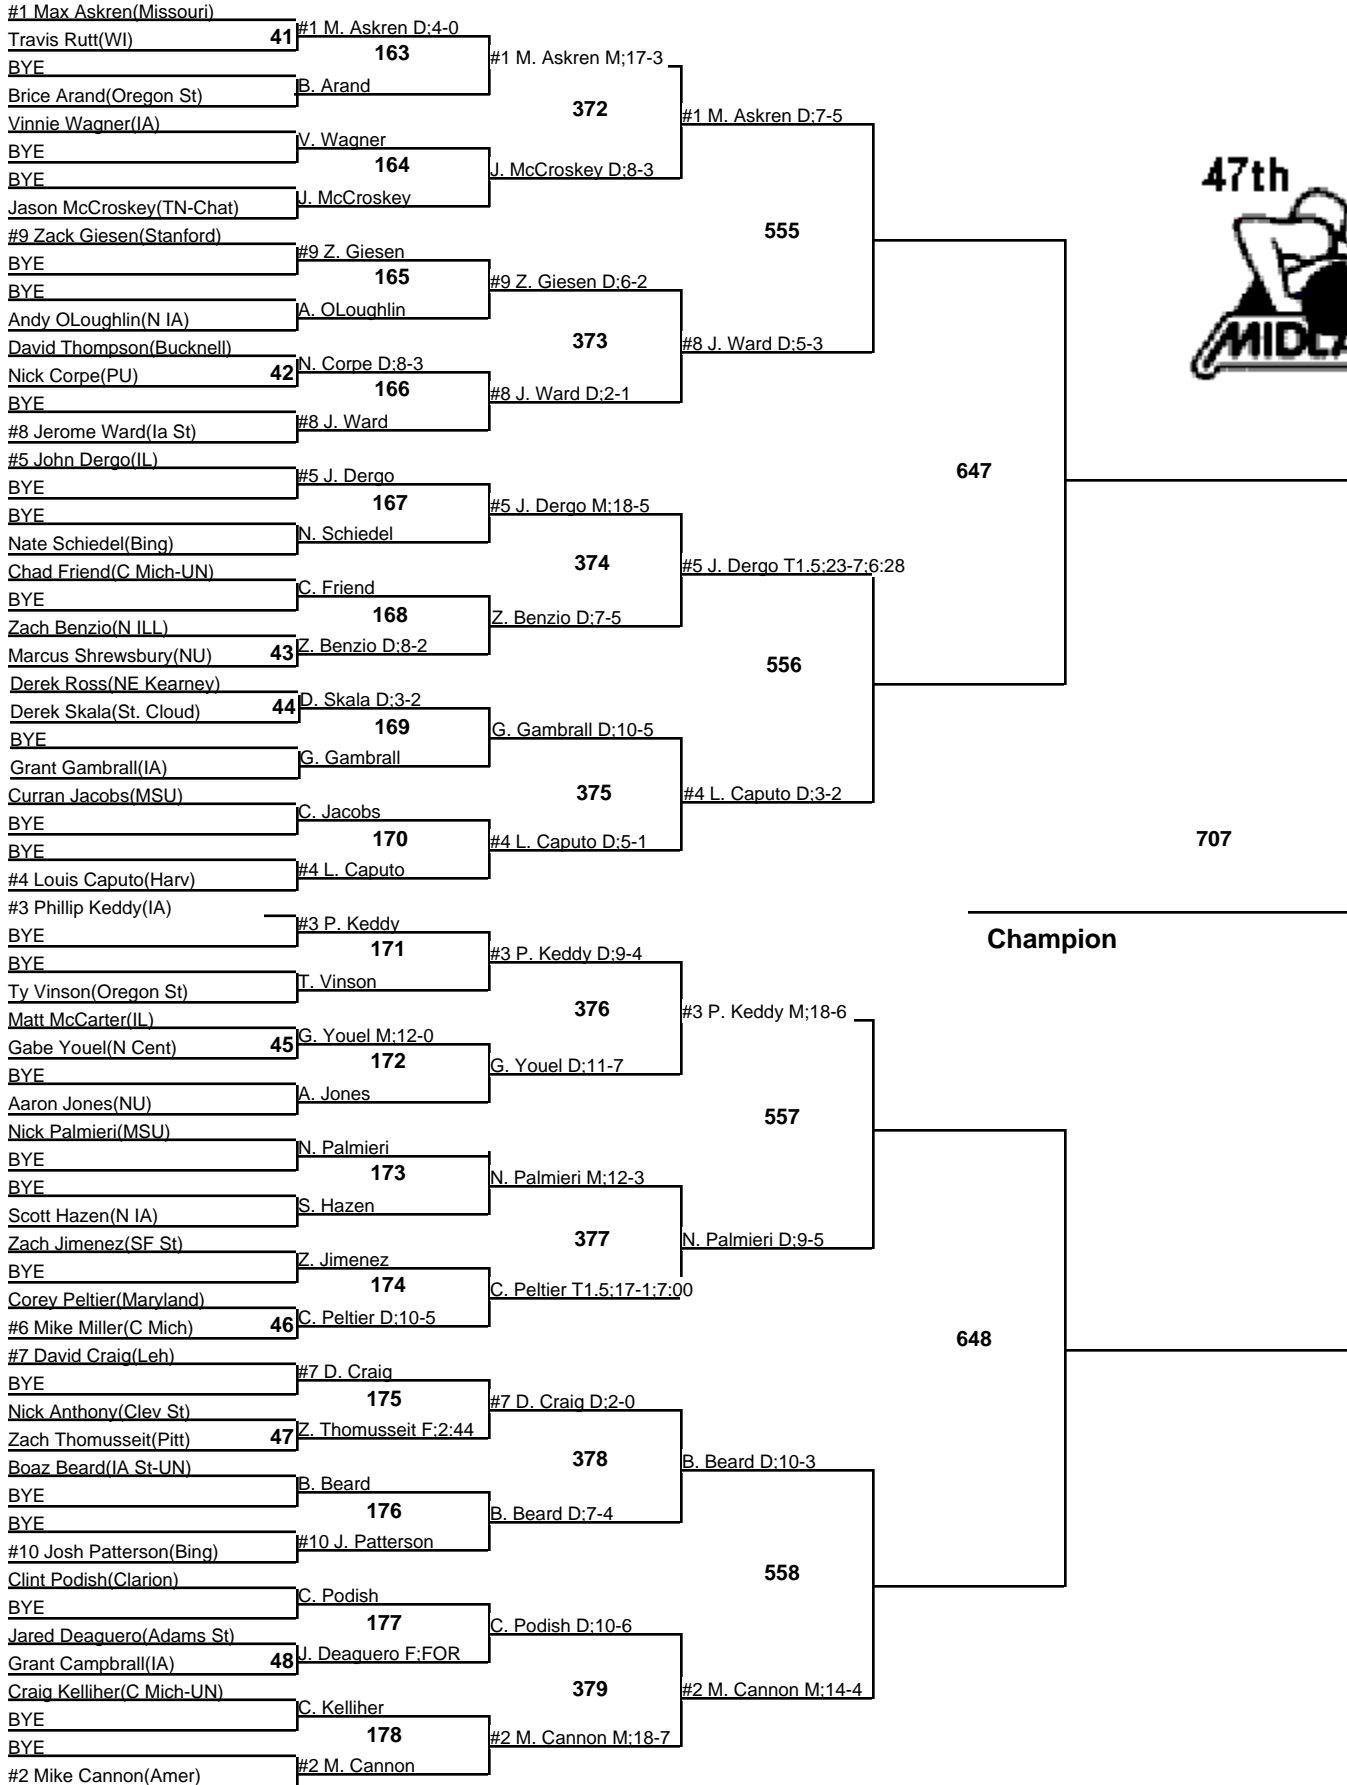 #1 Max Askren(Missouri)
Travis Rutt(WI)
41
#1 M. Askren D;4-0
163
BYE
Brice Arand(Oregon St)
B. Arand
#1 M. Askren M;17-3
372
Vinnie Wagner(IA)
BYE
V. Wagner
164
BYE
Jason McCroskey(TN-Chat)
J. McCroskey
J. McCroskey D;8-3
#1 M. Askren D;7-5
47th
555
#9 Zack Giesen(Stanford)
BYE
#9 Z. Giesen
165
BYE
Andy OLoughlin(N IA)
A. OLoughlin
#9 Z. Giesen D;6-2
373
David Thompson(Bucknell)
Nick Corpe(PU)
42
N. Corpe D;8-3
166
BYE
#8 Jerome Ward(Ia St)
#8 J. Ward
#8 J. Ward D;2-1
#8 J. Ward D;5-3
647
#5 John Dergo(IL)
BYE
#5 J. Dergo
167
BYE
Nate Schiedel(Bing)
N. Schiedel
#5 J. Dergo M;18-5
374
Chad Friend(C Mich-UN)
BYE
C. Friend
168
Zach Benzio(N ILL)
Marcus Shrewsbury(NU)
43
Z. Benzio D;8-2
Z. Benzio D;7-5
#5 J. Dergo T1.5;23-7;6:28
556
Derek Ross(NE Kearney)
Derek Skala(St. Cloud)
44
D. Skala D;3-2
169
BYE
Grant Gambrall(IA)
G. Gambrall
G. Gambrall D;10-5
375
Curran Jacobs(MSU)
BYE
C. Jacobs
170
BYE
#4 Louis Caputo(Harv)
#4 L. Caputo
#4 L. Caputo D;5-1
#4 L. Caputo D;3-2
707
Champion
#3 Phillip Keddy(IA)
BYE
#3 P. Keddy
171
BYE
Ty Vinson(Oregon St)
T. Vinson
#3 P. Keddy D;9-4
376
Matt McCarter(IL)
Gabe Youel(N Cent)
45
G. Youel M;12-0
172
BYE
Aaron Jones(NU)
A. Jones
G. Youel D;11-7
#3 P. Keddy M;18-6
557
Nick Palmieri(MSU)
BYE
N. Palmieri
173
BYE
Scott Hazen(N IA)
S. Hazen
N. Palmieri M;12-3
377
Zach Jimenez(SF St)
BYE
Z. Jimenez
174
Corey Peltier(Maryland)
#6 Mike Miller(C Mich)
46
C. Peltier D;10-5
C. Peltier T1.5;17-1;7:00
N. Palmieri D;9-5
648
#7 David Craig(Leh)
BYE
#7 D. Craig
175
Nick Anthony(Clev St)
Zach Thomusseit(Pitt)
47
Z. Thomusseit F;2:44
#7 D. Craig D;2-0
378
Boaz Beard(IA St-UN)
BYE
B. Beard
176
BYE
#10 Josh Patterson(Bing)
#10 J. Patterson
B. Beard D;7-4
B. Beard D;10-3
558
Clint Podish(Clarion)
BYE
C. Podish
177
Jared Deaguero(Adams St)
Grant Campbrall(IA)
48
J. Deaguero F;FOR
C. Podish D;10-6
379
Craig Kelliher(C Mich-UN)
BYE
C. Kelliher
178
BYE
#2 Mike Cannon(Amer)
#2 M. Cannon
#2 M. Cannon M;18-7
#2 M. Cannon M;14-4